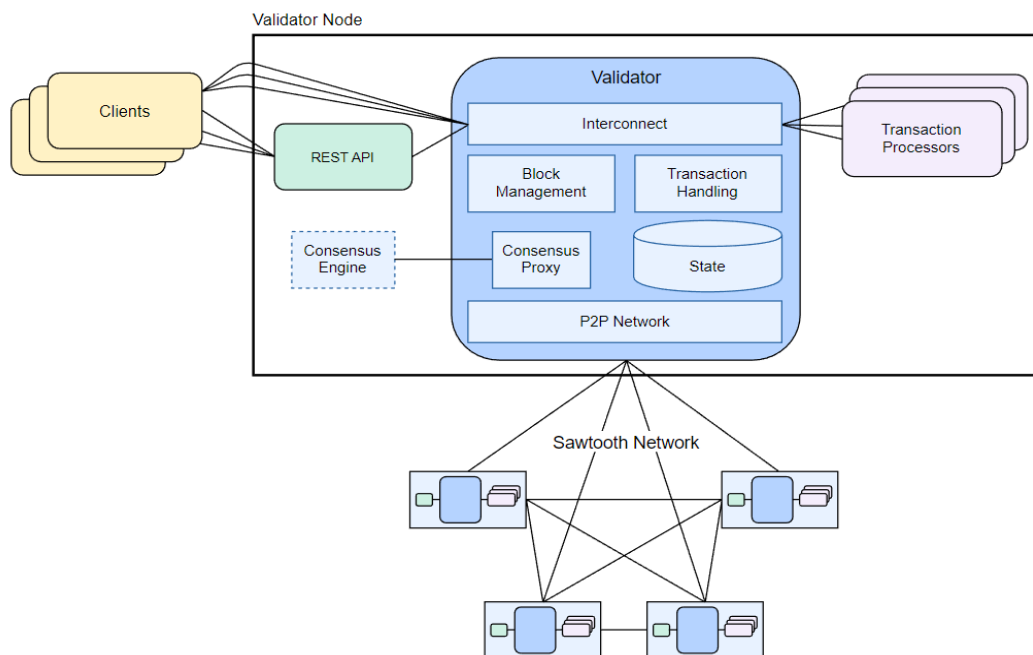 Validator Node
Validator
Clients
Interconnect
Transaction
Processors
REST API
Block
Management
Transaction
Handling
Consensus
Engine
Consensus
Proxy
State
P2P Network
Sawtooth Network